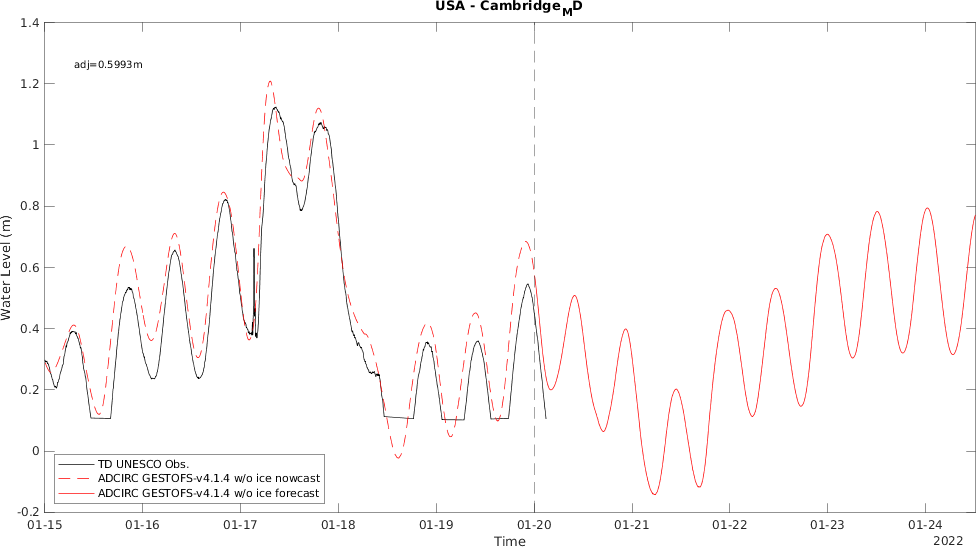 USA - Cambridge_MD
adj=0.5993m
1.4
1.2
1
0.8
0.6
0.4
0.2
0
-0.2
Water Level (m)
TD UNESCO Obs.
ADCIRC GESTOFS-v4.1.4 w/o ice nowcast
ADCIRC GESTOFS-v4.1.4 w/o ice forecast
01-15 01-16 01-17 01-18 01-19 01-20 01-21 01-22 01-23 01-24
Time
2022